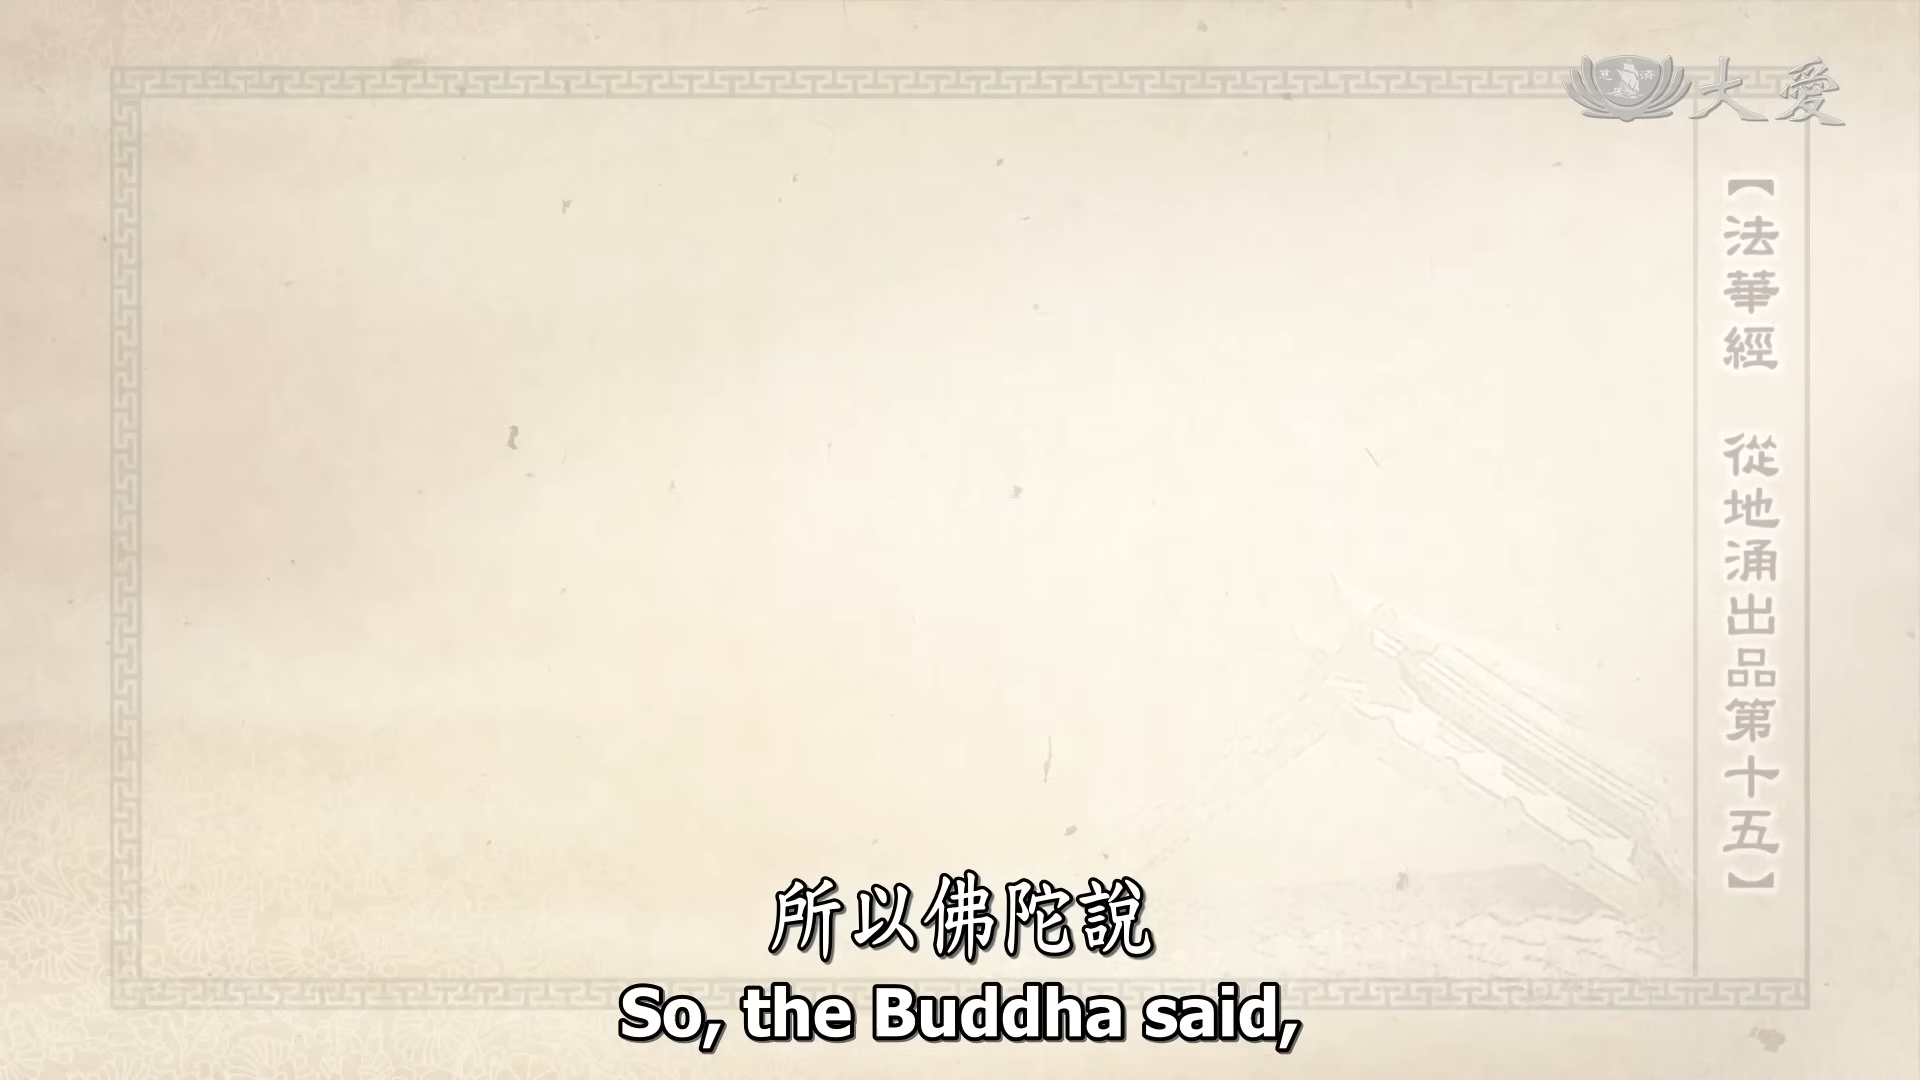 大愛
【法華經 從地涌出品第十五】
所以佛陀說
So, the Buddha said,